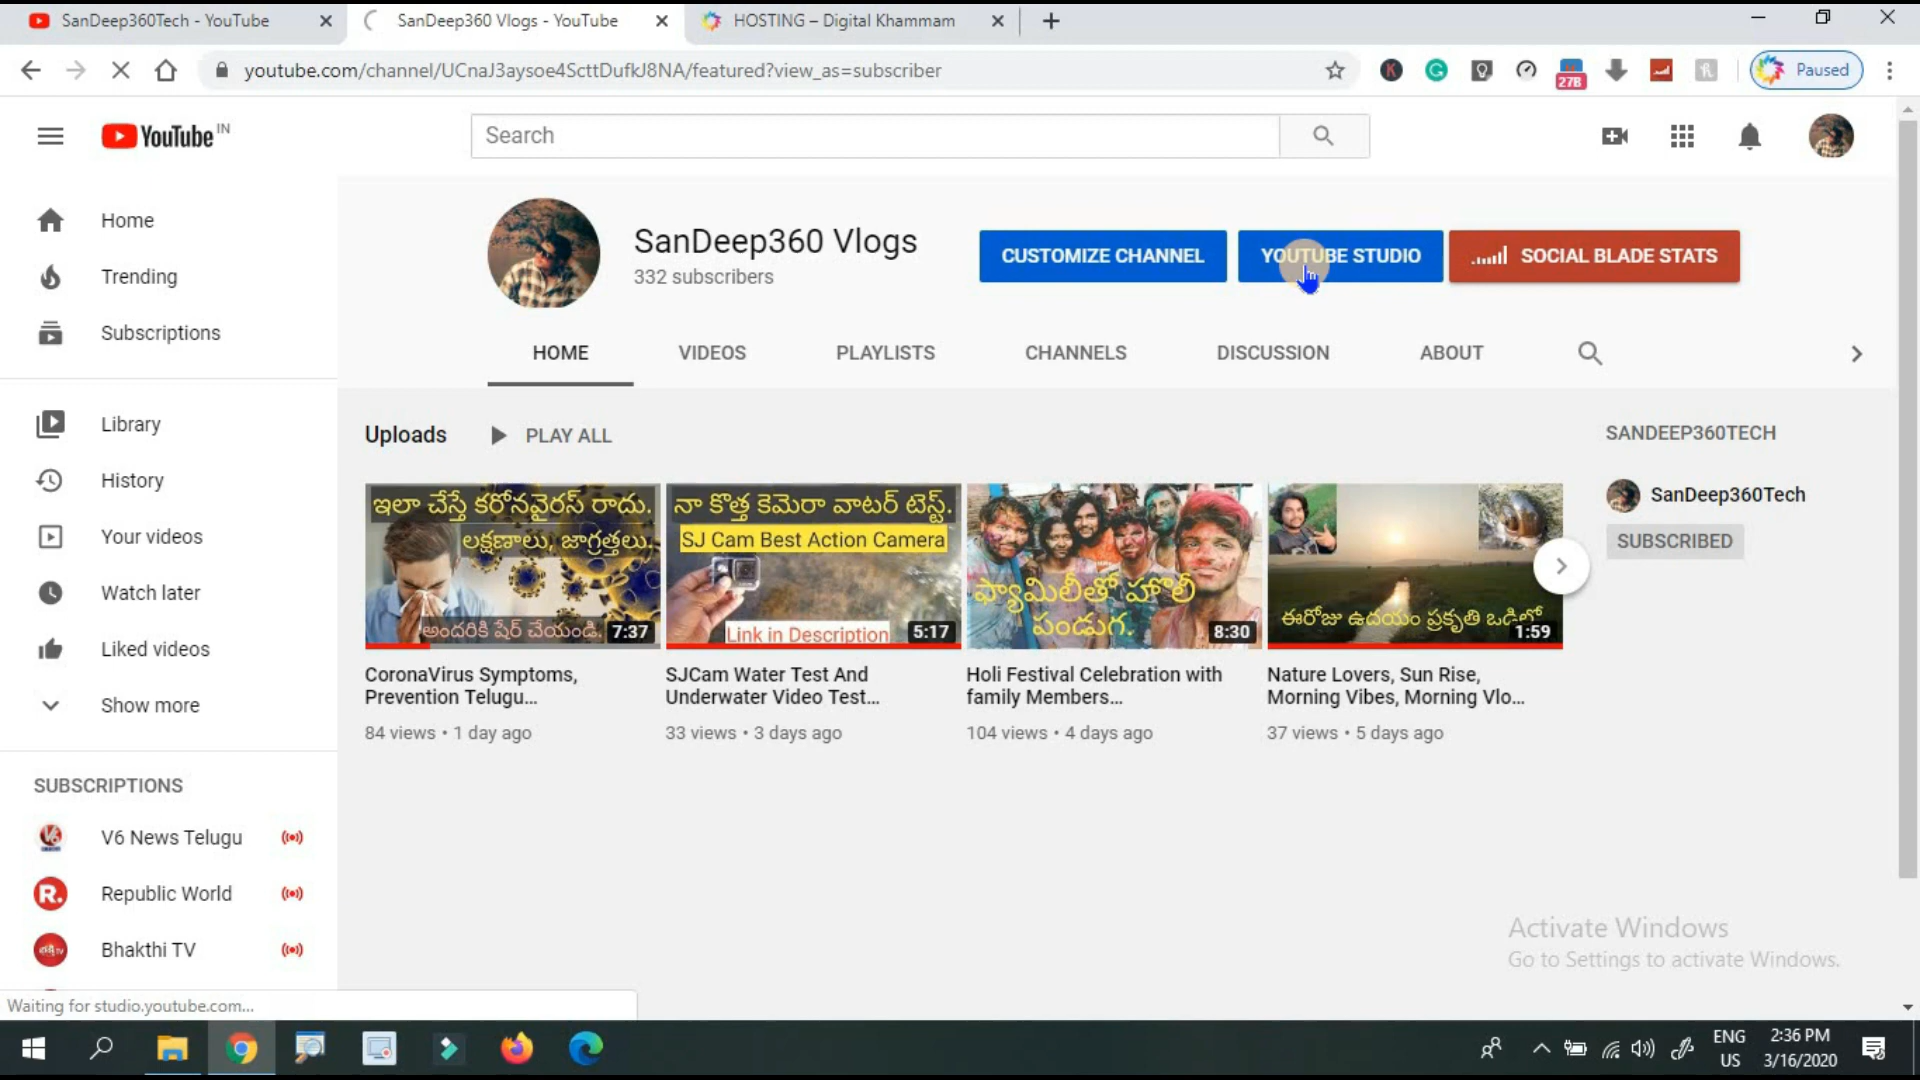 SanDeep360Tech - YouTube
SanDeep360 Vlogs - YouTube
HOSTING – Digital Khammam
youtube.com/channel/UCnaJ3aysoe4ScttDufkJ8NA/featured?view_as=subscriber
27B
Paused
YouTube IN
Search
Home
Trending
Subscriptions
Library
History
Your videos
Watch later
Liked videos
Show more
SUBSCRIPTIONS
V6 News Telugu
Republic World
Bhakthi TV
SanDeep360 Vlogs
332 subscribers
CUSTOMIZE CHANNEL
YOUTUBE STUDIO
SOCIAL BLADE STATS
HOME
VIDEOS
PLAYLISTS
CHANNELS
DISCUSSION
ABOUT
Uploads
PLAY ALL
ఇలా చేస్తే కరోనవైరస్ రాదు.
లక్షణాలు, జాగ్రత్తలు.
అందరికి షేర్ చేయండి.
7:37
CoronaVirus Symptoms,
Prevention Telugu...
84 views • 1 day ago
నా కొత్త కెమెరా వాటర్ టెస్ట్.
SJ Cam Best Action Camera
Link in Description
5:17
SJCam Water Test And
Underwater Video Test...
33 views • 3 days ago
ఫ్యామిలీతో హొలీ
పండుగ.
8:30
Holi Festival Celebration with
family Members...
104 views • 4 days ago
ఈరోజు ఉదయం ప్రకృతి ఒడిలో
1:59
Nature Lovers, Sun Rise,
Morning Vibes, Morning Vlo...
37 views • 5 days ago
SANDEEP360TECH
SanDeep360Tech
SUBSCRIBED
Activate Windows
Go to Settings to activate Windows.
Waiting for studio.youtube.com...
ENG
US
2:36 PM
3/16/2020